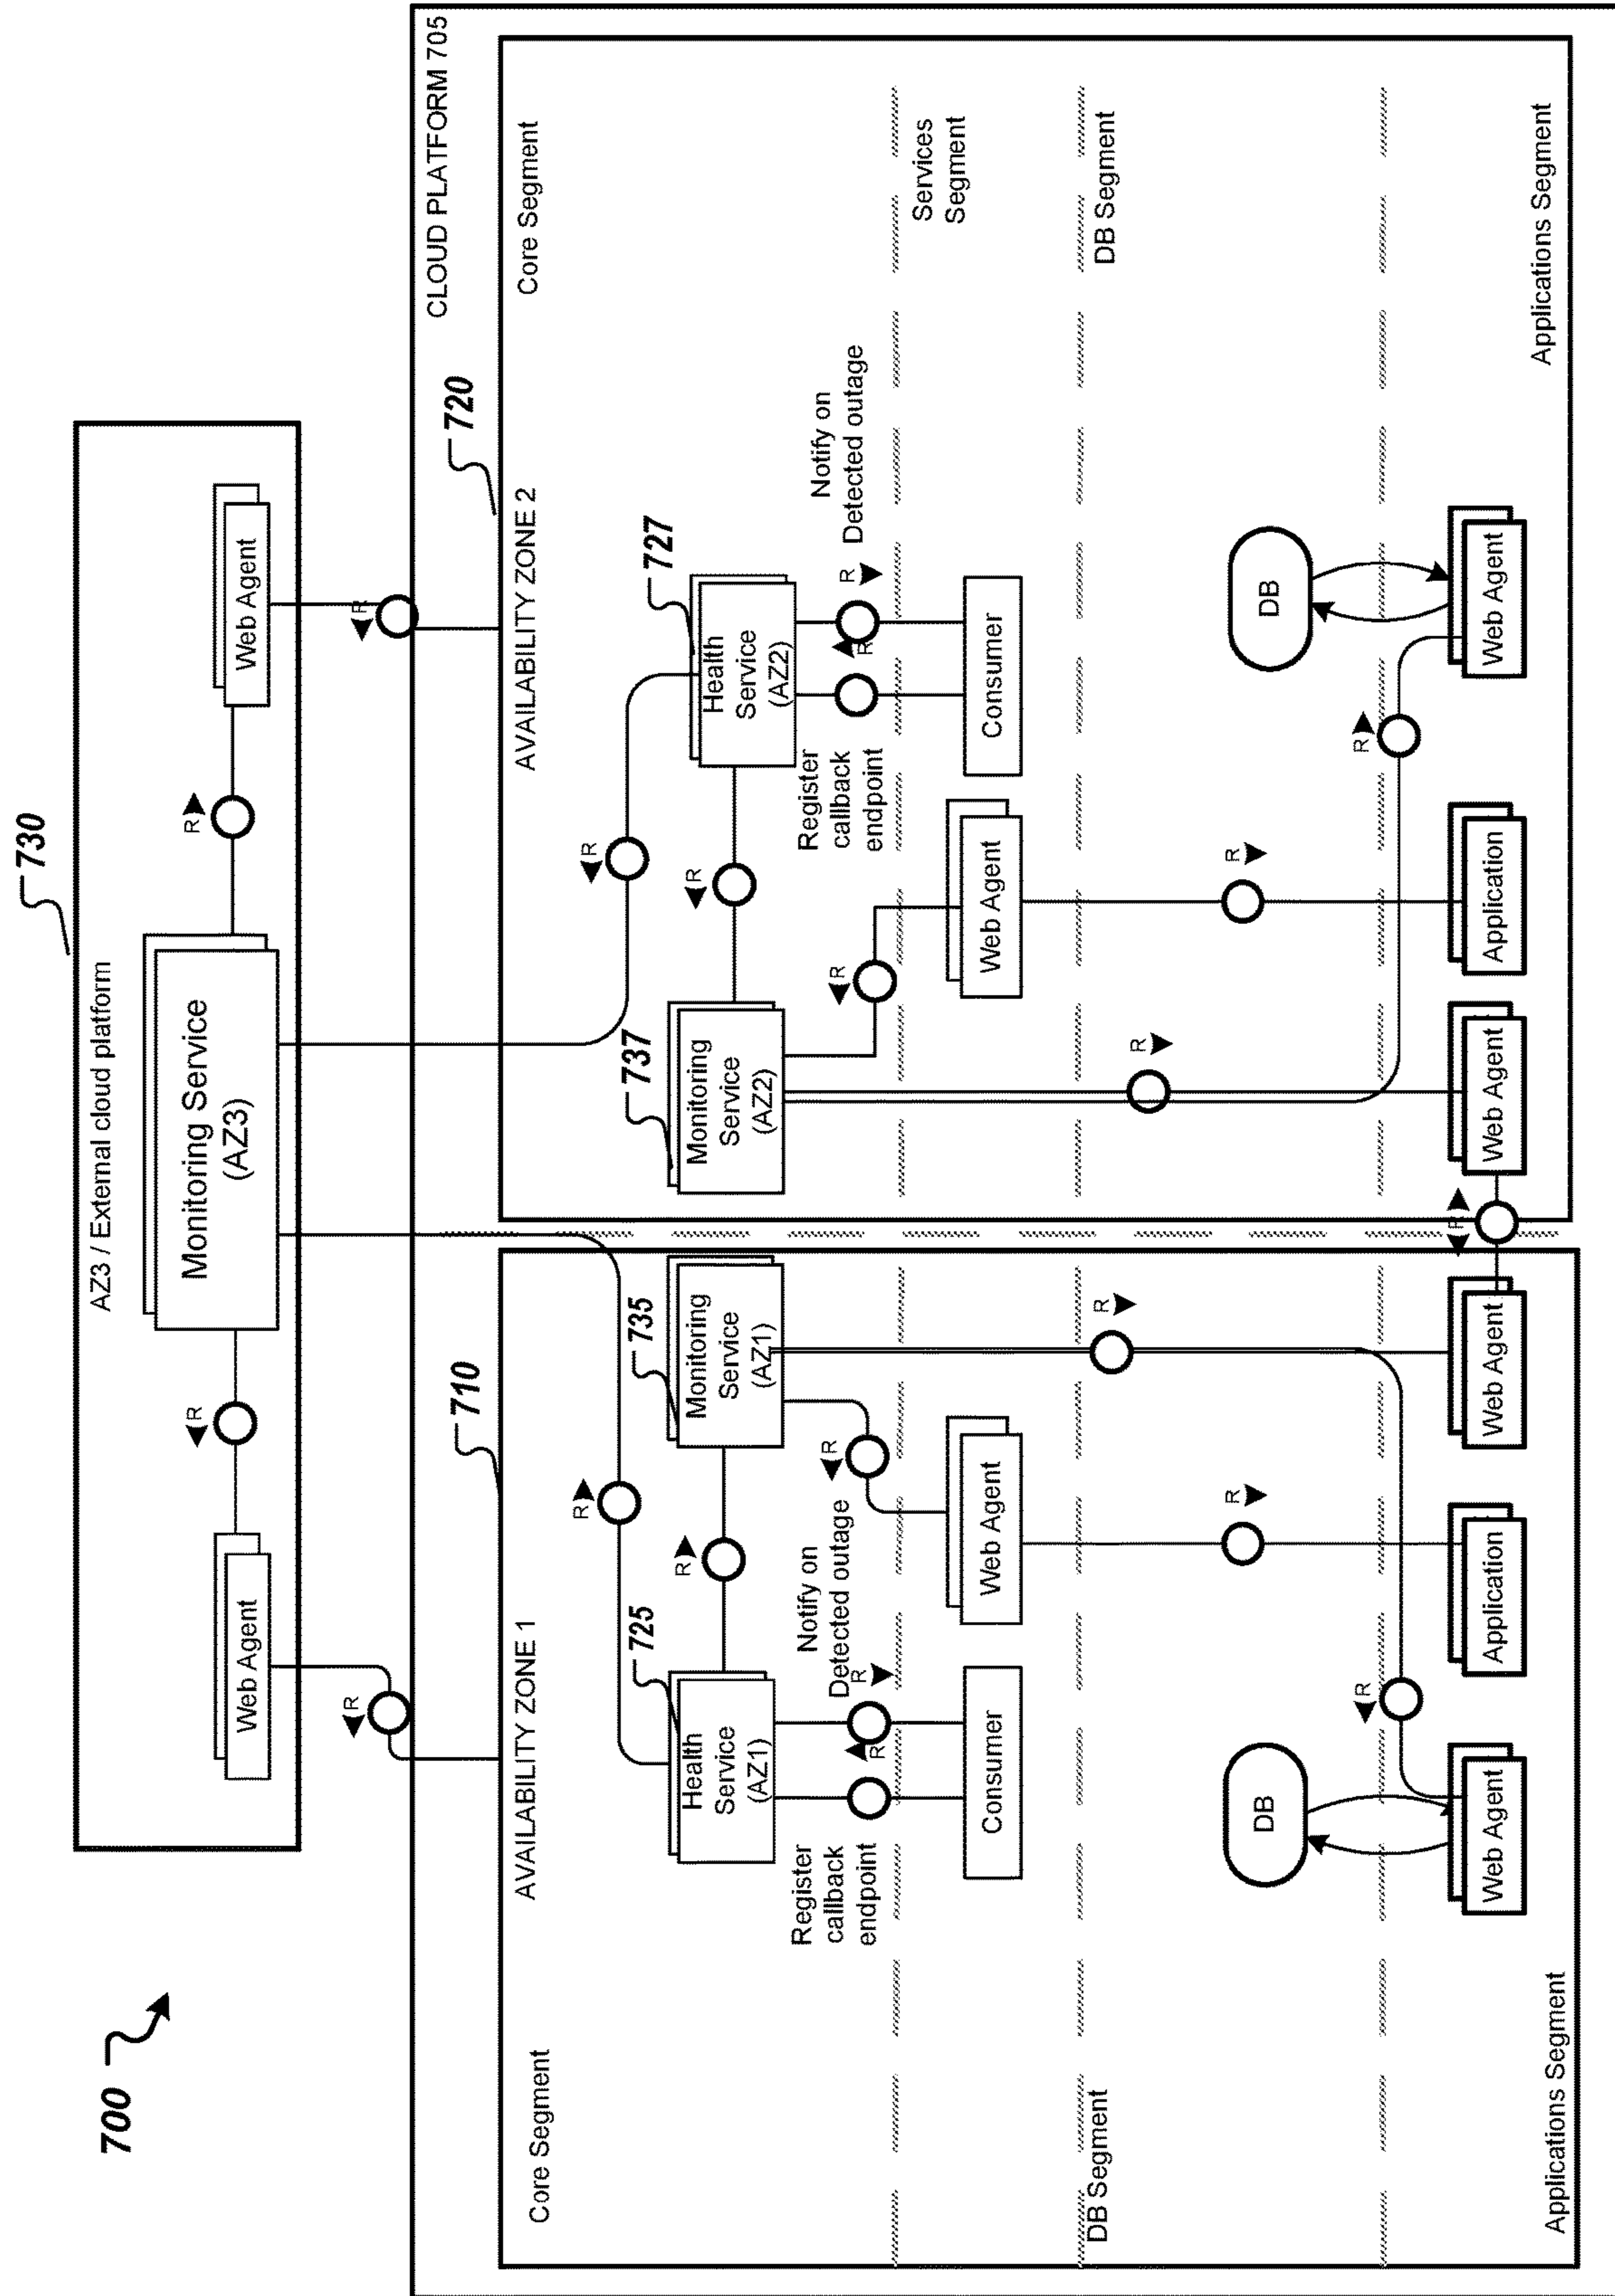 700
730
AZ3 / External cloud platform
Monitoring Service
(AZ3)
Web Agent
R
R
Web Agent
R
R
CLOUD PLATFORM 705
710
AVAILABILITY ZONE 1
Core Segment
R
725
Health
Service
(AZ1)
R
735
Monitoring
Service
(AZ1)
Register
callback
endpoint
R
R
Notify on
Detected outage
R
Consumer
Web Agent
DB Segment
R
R
DB
R
Web Agent
Application
Web Agent
Applications Segment
R
R
720
AVAILABILITY ZONE 2
Core Segment
R
737
Monitoring
Service
(AZ2)
R
727
Health
Service
(AZ2)
R
Register
callback
endpoint
R
R
Notify on
Detected outage
Services
Segment
Web Agent
Consumer
DB Segment
R
R
DB
R
Web Agent
Application
Web Agent
Applications Segment